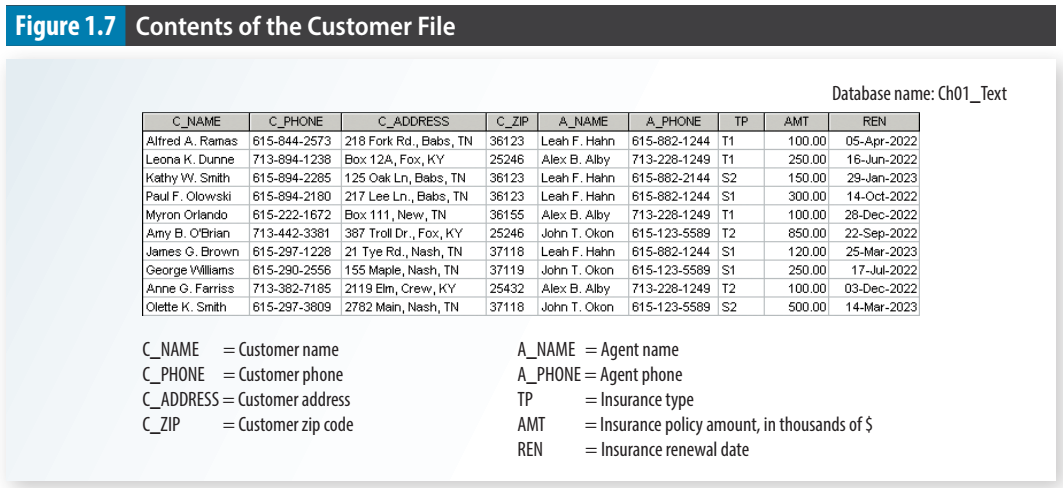 Figure 1.7 Contents of the Customer File
Database name: Ch01_Text
C_NAME C_PHONE C_ADDRESS C_ZIP A_NAME A_PHONE TP AMT REN
Alfred A. Ramas 615-844-2573 218 Fork Rd., Babs, TN 36123 Leah F. Hahn 615-882-1244 T1 100.00 05-Apr-2022
Leona K. Dunne 713-894-1238 Box 12A, Fox, KY 25246 Alex B. Alby 713-228-1249 T1 250.00 16-Jun-2022
Kathy W. Smith 615-894-2285 125 Oak Ln, Babs, TN 36123 Leah F. Hahn 615-882-2144 S2 150.00 29-Jan-2023
Paul F. Olowski 615-894-2180 217 Lee Ln., Babs, TN 36123 Leah F. Hahn 615-882-1244 S1 300.00 14-Oct-2022
Myron Orlando 615-222-1672 Box 111, New, TN 36155 Alex B. Alby 713-228-1249 T1 100.00 28-Dec-2022
Amy B. O'Brian 713-442-3381 387 Troll Dr., Fox, KY 25246 John T. Okon 615-123-5589 T2 850.00 22-Sep-2022
James G. Brown 615-297-1228 21 Tye Rd., Nash, TN 37118 Leah F. Hahn 615-882-1244 S1 120.00 25-Mar-2023
George Williams 615-290-2556 155 Maple, Nash, TN 37119 John T. Okon 615-123-5589 S1 250.00 17-Jul-2022
Anne G. Farriss 713-382-7185 2119 Elm, Crew, KY 25432 Alex B. Alby 713-228-1249 T2 100.00 03-Dec-2022
Olette K. Smith 615-297-3809 2782 Main, Nash, TN 37118 John T. Okon 615-123-5589 S2 500.00 14-Mar-2023
C_NAME = Customer name
C_PHONE = Customer phone
C_ADDRESS = Customer address
C_ZIP = Customer zip code
A_NAME = Agent name
A_PHONE = Agent phone
TP = Insurance type
AMT = Insurance policy amount, in thousands of $
REN = Insurance renewal date